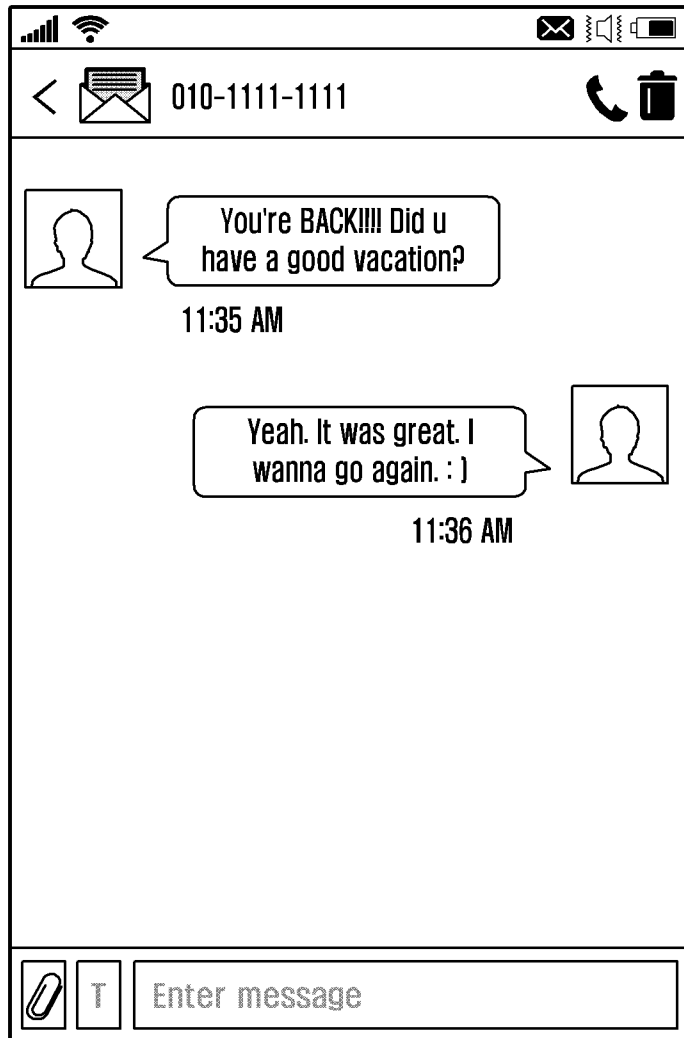 010-1111-1111
You're BACK!!!! Did u
have a good vacation?
11:35 AM
Yeah. It was great. I
wanna go again. : )
11:36 AM
T
Enter message